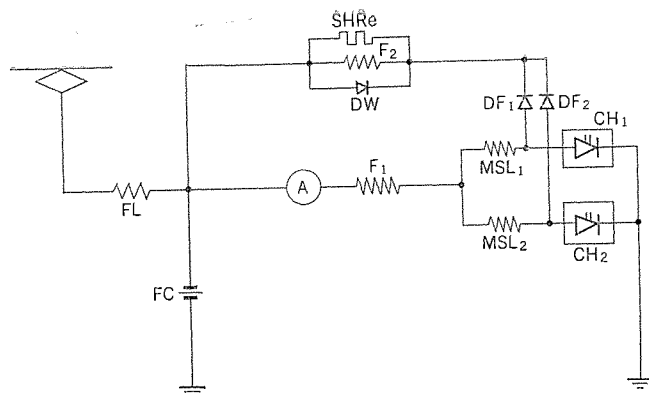 SHRe
F₂
DW
DF₁
DF₂
CH₁
MSL₁
A
F₁
FL
MSL₂
CH₂
FC